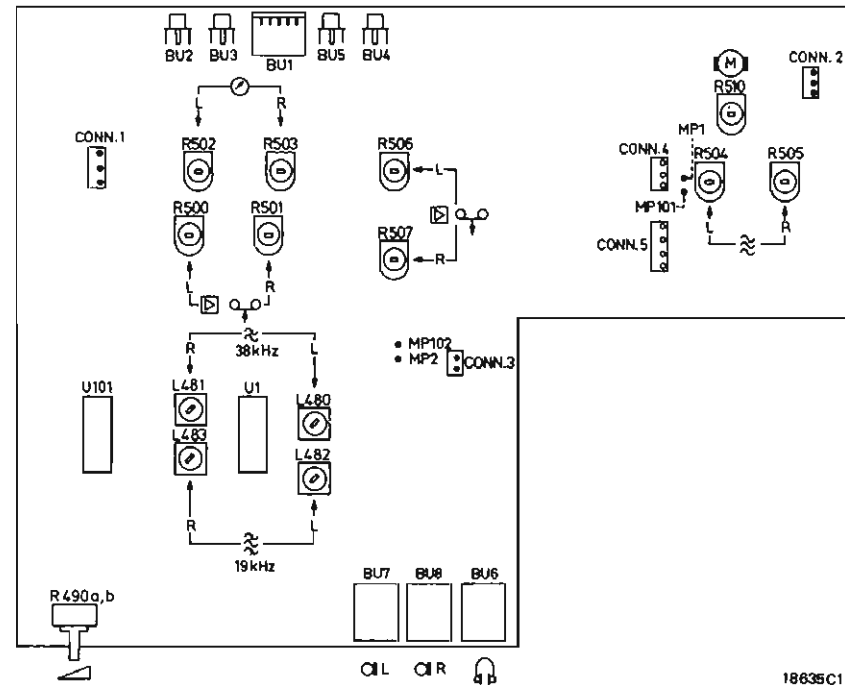 BU2 BU3 BU1 BU5 BU4
M
CONN. 2
R510
L R
CONN.1
R502 R503 R506
MP1
CONN.4 R504 R505
L
R500 R501
MP101
R507
CONN.5
L R
R
L R
38kHz
R L
MP102
MP2 CONN.3
U101 L481 U1 L480
L483 L482
R L
19kHz
R490a,b
BU7 BU8 BU6
L R
18635C1